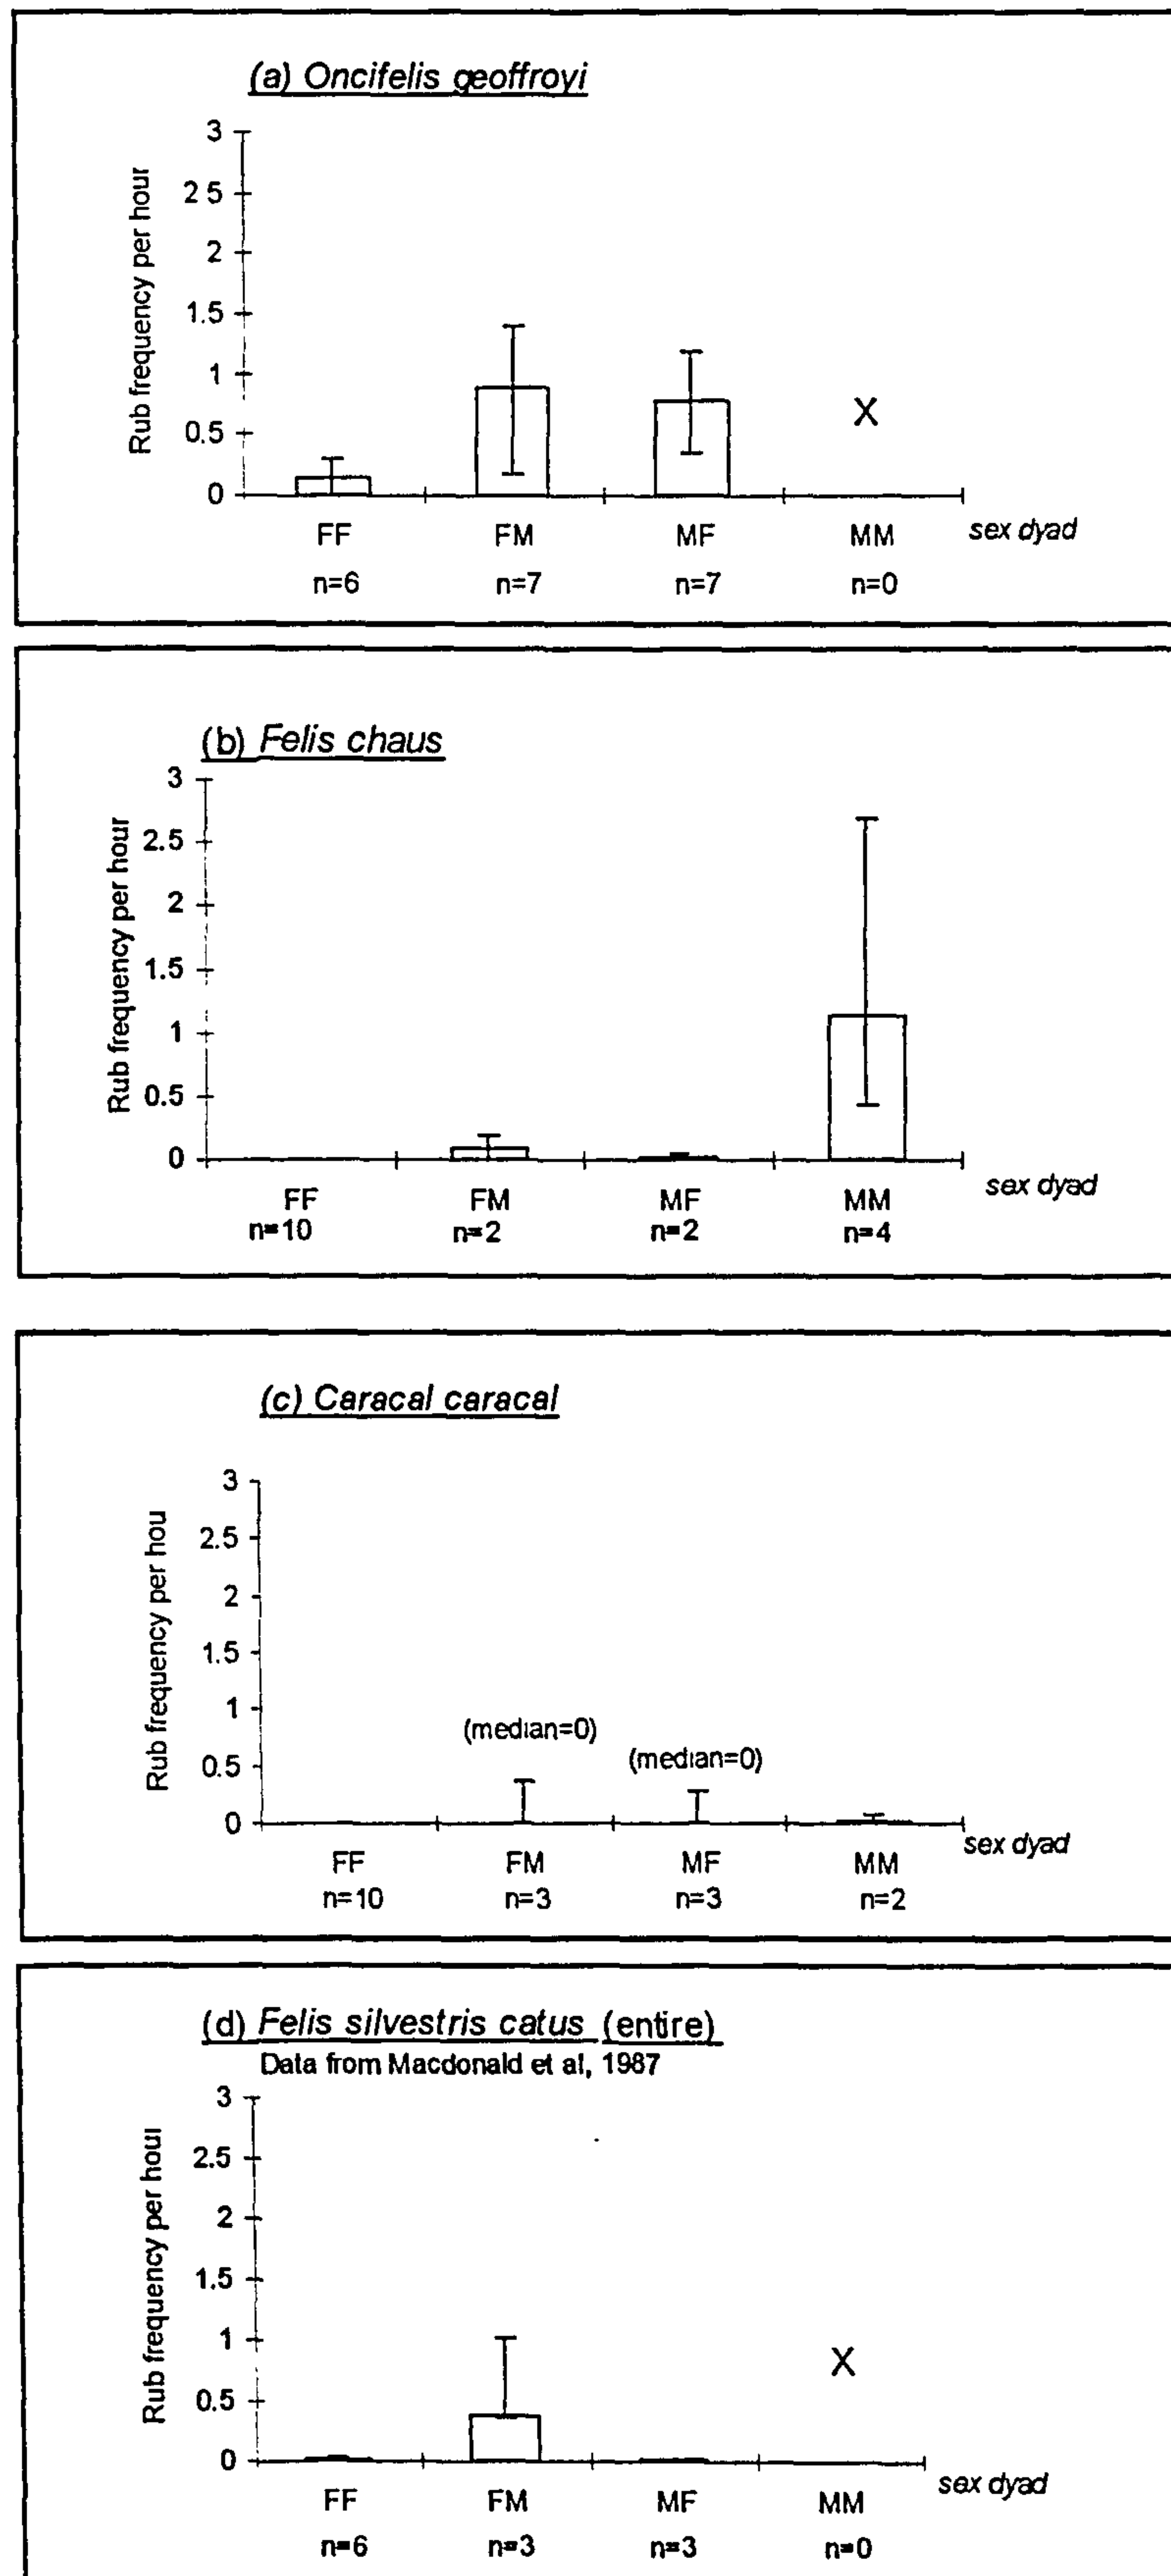 (a) Oncifelis geoffroyi
Rub frequency per hour
3
2 5
2
1.5
1
0.5
0
X
FF FM MF MM sex dyad
n=6 n=7 n=7 n=0
(b) Felis chaus
Rub frequency per hour
3
2.5
2
1.5
1
0.5
0
FF FM MF MM sex dyad
n=10 n=2 n=2 n=4
(c) Caracal caracal
Rub frequency per hou
3
2.5
2
1.5
1
0.5
0
(median=0)
(median=0)
FF FM MF MM sex dyad
n=10 n=3 n=3 n=2
(d) Felis silvestris catus (entire)
Data from Macdonald et al, 1987
Rub frequency per hour
3
2.5
2
1.5
1
0.5
0
X
FF FM MF MM sex dyad
n=6 n=3 n=3 n=0